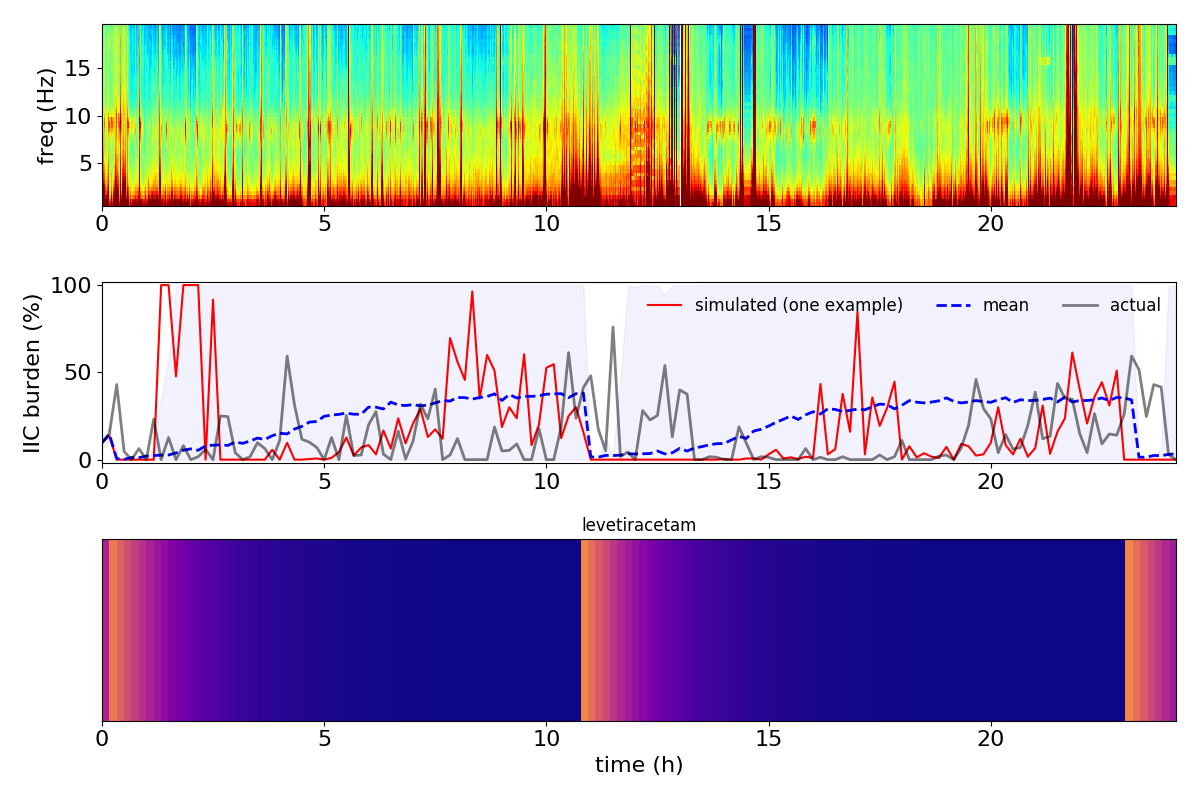 freq (Hz)
15
10
5
0 5 10 15 20
IIC burden (%)
100
50
0
simulated (one example) mean actual
0 5 10 15 20
levetiracetam
0 5 10 15 20
time (h)